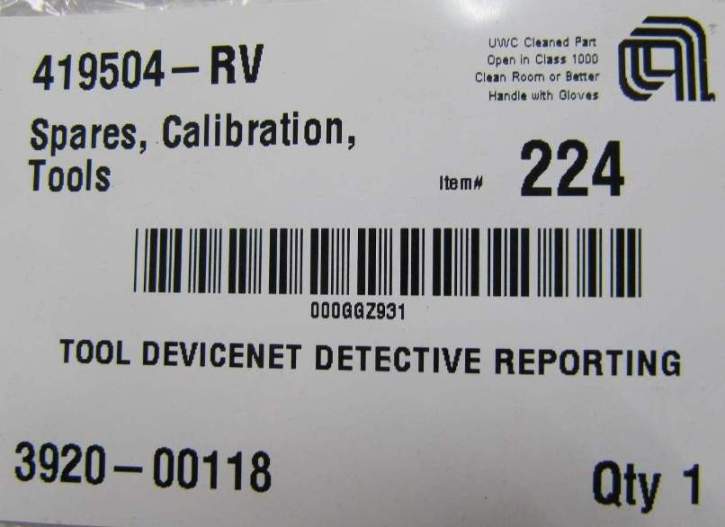 419504-RV
UWC Cleaned Part
Open in Class 1000
Clean Room or Better
Handle with Gloves
Spares, Calibration,
Tools
Item# 224
000GGZ931
TOOL DEVICENET DETECTIVE REPORTING
3920-00118
Qty 1